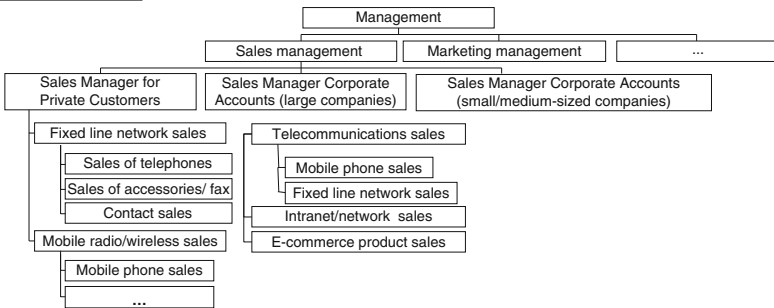 Management
Sales management
Marketing management
...
Sales Manager for
Private Customers
Sales Manager Corporate
Accounts (large companies)
Sales Manager Corporate Accounts
(small/medium-sized companies)
Fixed line network sales
Sales of telephones
Sales of accessories/ fax
Contact sales
Mobile radio/wireless sales
Mobile phone sales
...
Telecommunications sales
Mobile phone sales
Fixed line network sales
Intranet/network sales
E-commerce product sales